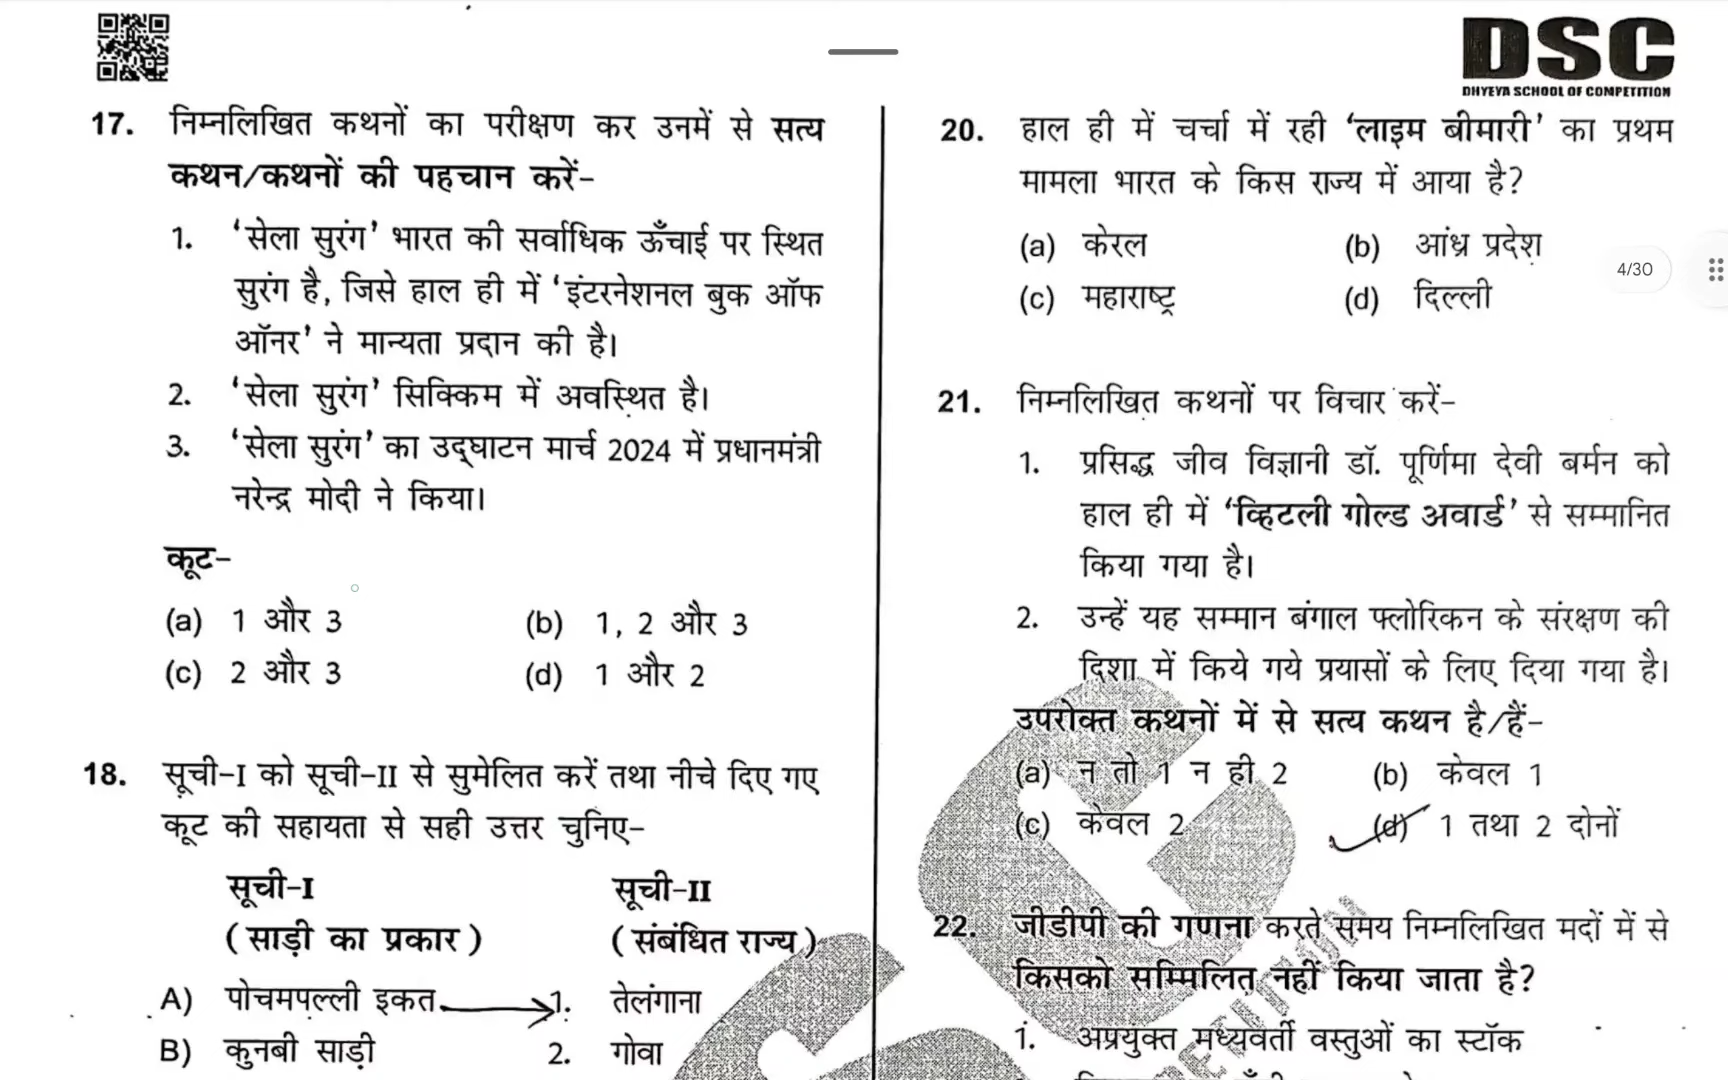 DSC
DHYEYA SCHOOL OF COMPETITION
17. निम्नलिखित कथनों का परीक्षण कर उनमें से सत्य
कथन/कथनों की पहचान करें-
1. 'सेला सुरंग' भारत की सर्वाधिक ऊँचाई पर स्थित
सुरंग है, जिसे हाल ही में 'इंटरनेशनल बुक ऑफ
ऑनर' ने मान्यता प्रदान की है।
2. 'सेला सुरंग' सिक्किम में अवस्थित है।
3. 'सेला सुरंग' का उद्घाटन मार्च 2024 में प्रधानमंत्री
नरेन्द्र मोदी ने किया।
कूट-
(a) 1 और 3 (b) 1, 2 और 3
(c) 2 और 3 (d) 1 और 2
18. सूची-I को सूची-II से सुमेलित करें तथा नीचे दिए गए
कूट की सहायता से सही उत्तर चुनिए-
सूची-I सूची-II
(साड़ी का प्रकार) (संबंधित राज्य)
A) पोचमपल्ली इकत 1. तेलंगाना
B) कुनबी साड़ी 2. गोवा
20. हाल ही में चर्चा में रही 'लाइम बीमारी' का प्रथम
मामला भारत के किस राज्य में आया है?
(a) केरल (b) आंध्र प्रदेश
(c) महाराष्ट्र (d) दिल्ली
4/30
21. निम्नलिखित कथनों पर विचार करें-
1. प्रसिद्ध जीव विज्ञानी डॉ. पूर्णिमा देवी बर्मन को
हाल ही में 'व्हिटली गोल्ड अवार्ड' से सम्मानित
किया गया है।
2. उन्हें यह सम्मान बंगाल फ्लोरिकन के संरक्षण की
दिशा में किये गये प्रयासों के लिए दिया गया है।
उपरोक्त कथनों में से सत्य कथन है/हैं-
(a) न तो 1 न ही 2 (b) केवल 1
(c) केवल 2 (d) 1 तथा 2 दोनों
22. जीडीपी की गणना करते समय निम्नलिखित मदों में से
किसको सम्मिलित नहीं किया जाता है?
1. अप्रयुक्त मध्यवर्ती वस्तुओं का स्टॉक